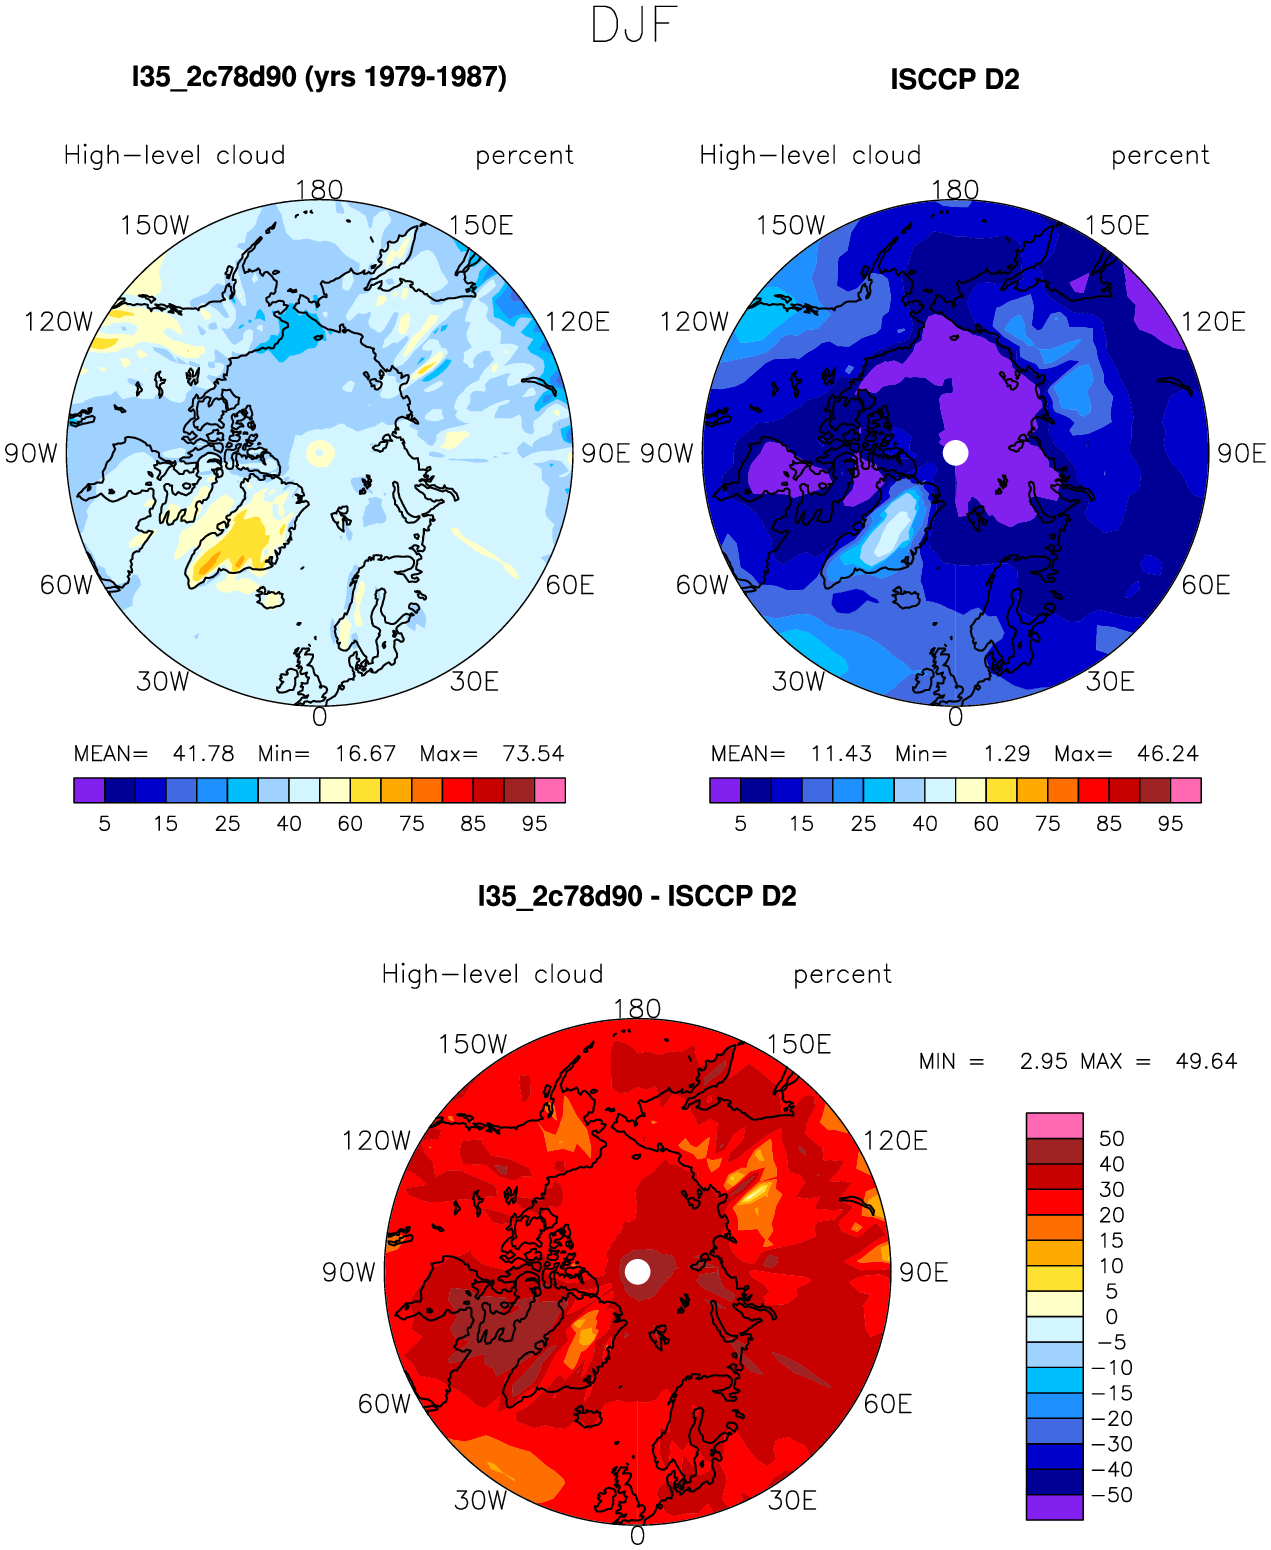 DJF
I35_2c78d90 (yrs 1979-1987)
ISCCP D2
High-level cloud percent
High-level cloud percent
180
150W 150E
120W 120E
90W 90E
60W 60E
30W 30E
0
180
150W 150E
120W 120E
90W 90E
60W 60E
30W 30E
0
MEAN= 41.78 Min= 16.67 Max= 73.54
5 15 25 40 60 75 85 95
MEAN= 11.43 Min= 1.29 Max= 46.24
5 15 25 40 60 75 85 95
I35_2c78d90 - ISCCP D2
High-level cloud percent
180
150W 150E
120W 120E
90W 90E
60W 60E
30W 30E
0
MIN = 2.95 MAX = 49.64
50
40
30
20
15
10
5
0
-5
-10
-15
-20
-30
-40
-50